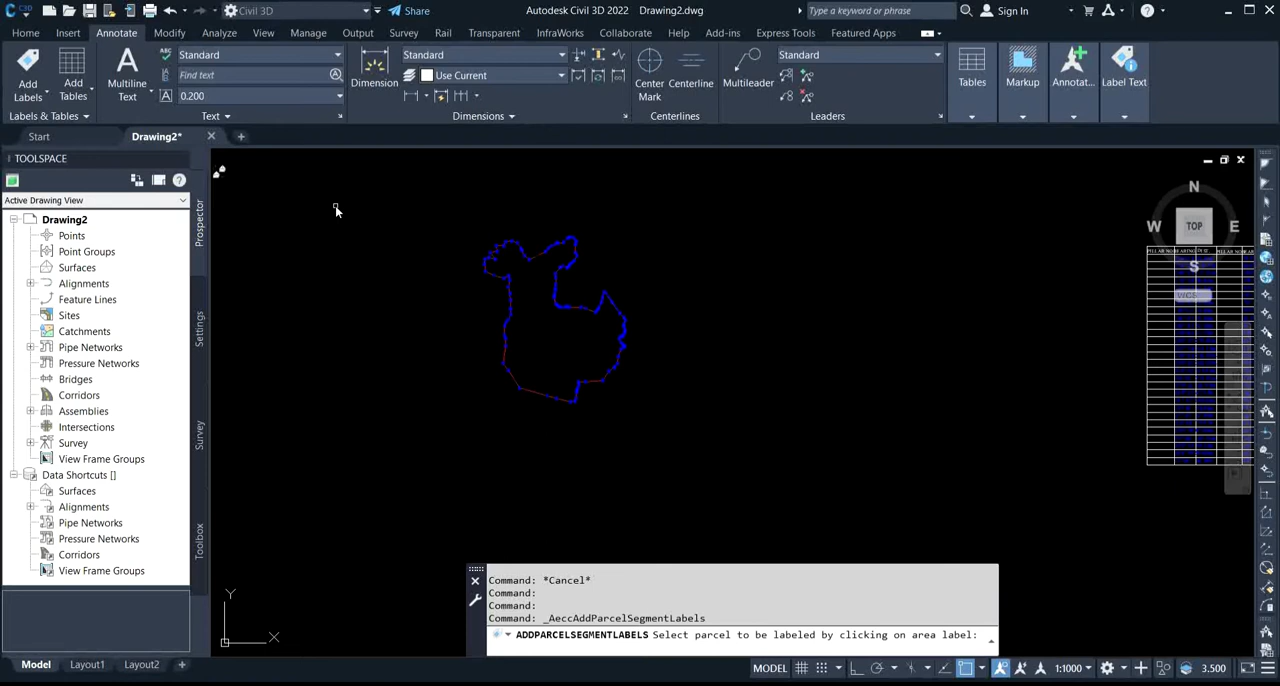 C3D Civil 3D Share Autodesk Civil 3D 2022 Drawing2.dwg Type a keyword or phrase Sign In
Home Insert Annotate Modify Analyze View Manage Output Survey Rail Transparent InfraWorks Collaborate Help Add-ins Express Tools Featured Apps
Add Labels
Add Tables
Labels & Tables
Multiline Text
ABC Standard
Find text
0.200
Text
Dimension
Standard
Use Current
Dimensions
Center Mark
Centerline
Centerlines
Multileader
Standard
Leaders
Tables
Markup
Annotat...
Label Text
Start Drawing2*
TOOLSPACE
Active Drawing View
Drawing2
Points
Point Groups
Surfaces
Alignments
Feature Lines
Sites
Catchments
Pipe Networks
Pressure Networks
Bridges
Corridors
Assemblies
Intersections
Survey
View Frame Groups
Data Shortcuts []
Surfaces
Alignments
Pipe Networks
Pressure Networks
Corridors
View Frame Groups
Prospector
Settings
Survey
Toolbox
N
W TOP E
S
Y
X
Command: *Cancel*
Command:
Command:
Command: _AeccAddParcelSegmentLabels
ADDPARCELSEGMENTLABELS Select parcel to be labeled by clicking on area label:
Model Layout1 Layout2
MODEL 1:1000 3.500